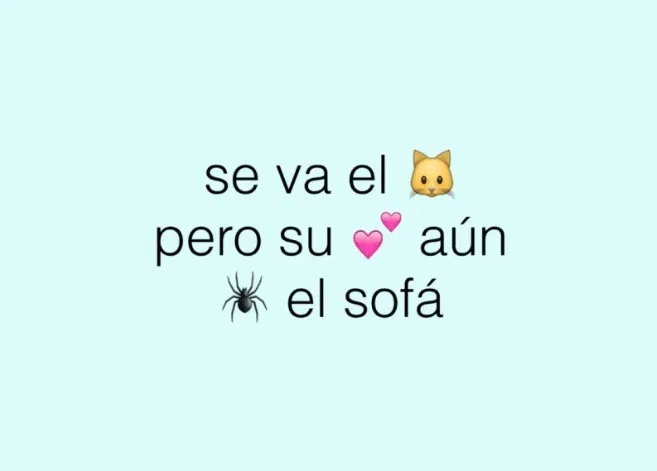 se va el 🐱
pero su 💕 aún
🕷️ el sofá